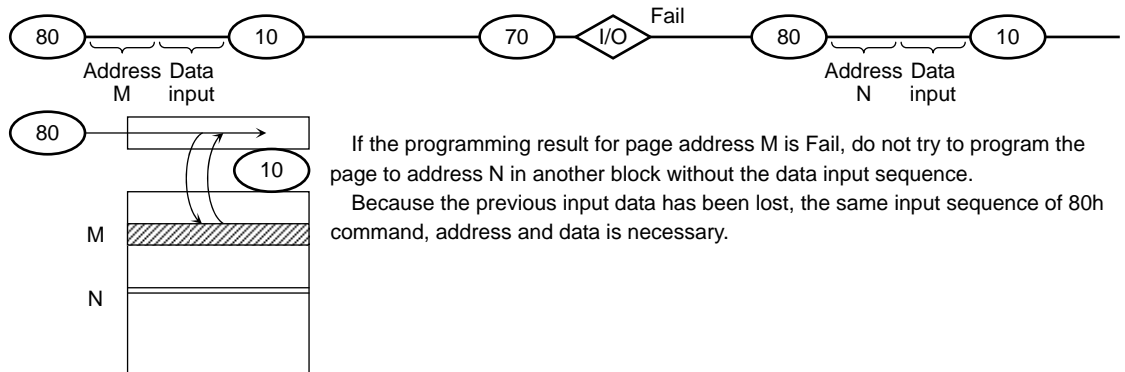 80 10 70 I/O Fail 80 10
Address Data Address Data
M input N input
80
10
If the programming result for page address M is Fail, do not try to program the
page to address N in another block without the data input sequence.
Because the previous input data has been lost, the same input sequence of 80h
command, address and data is necessary.
M
N